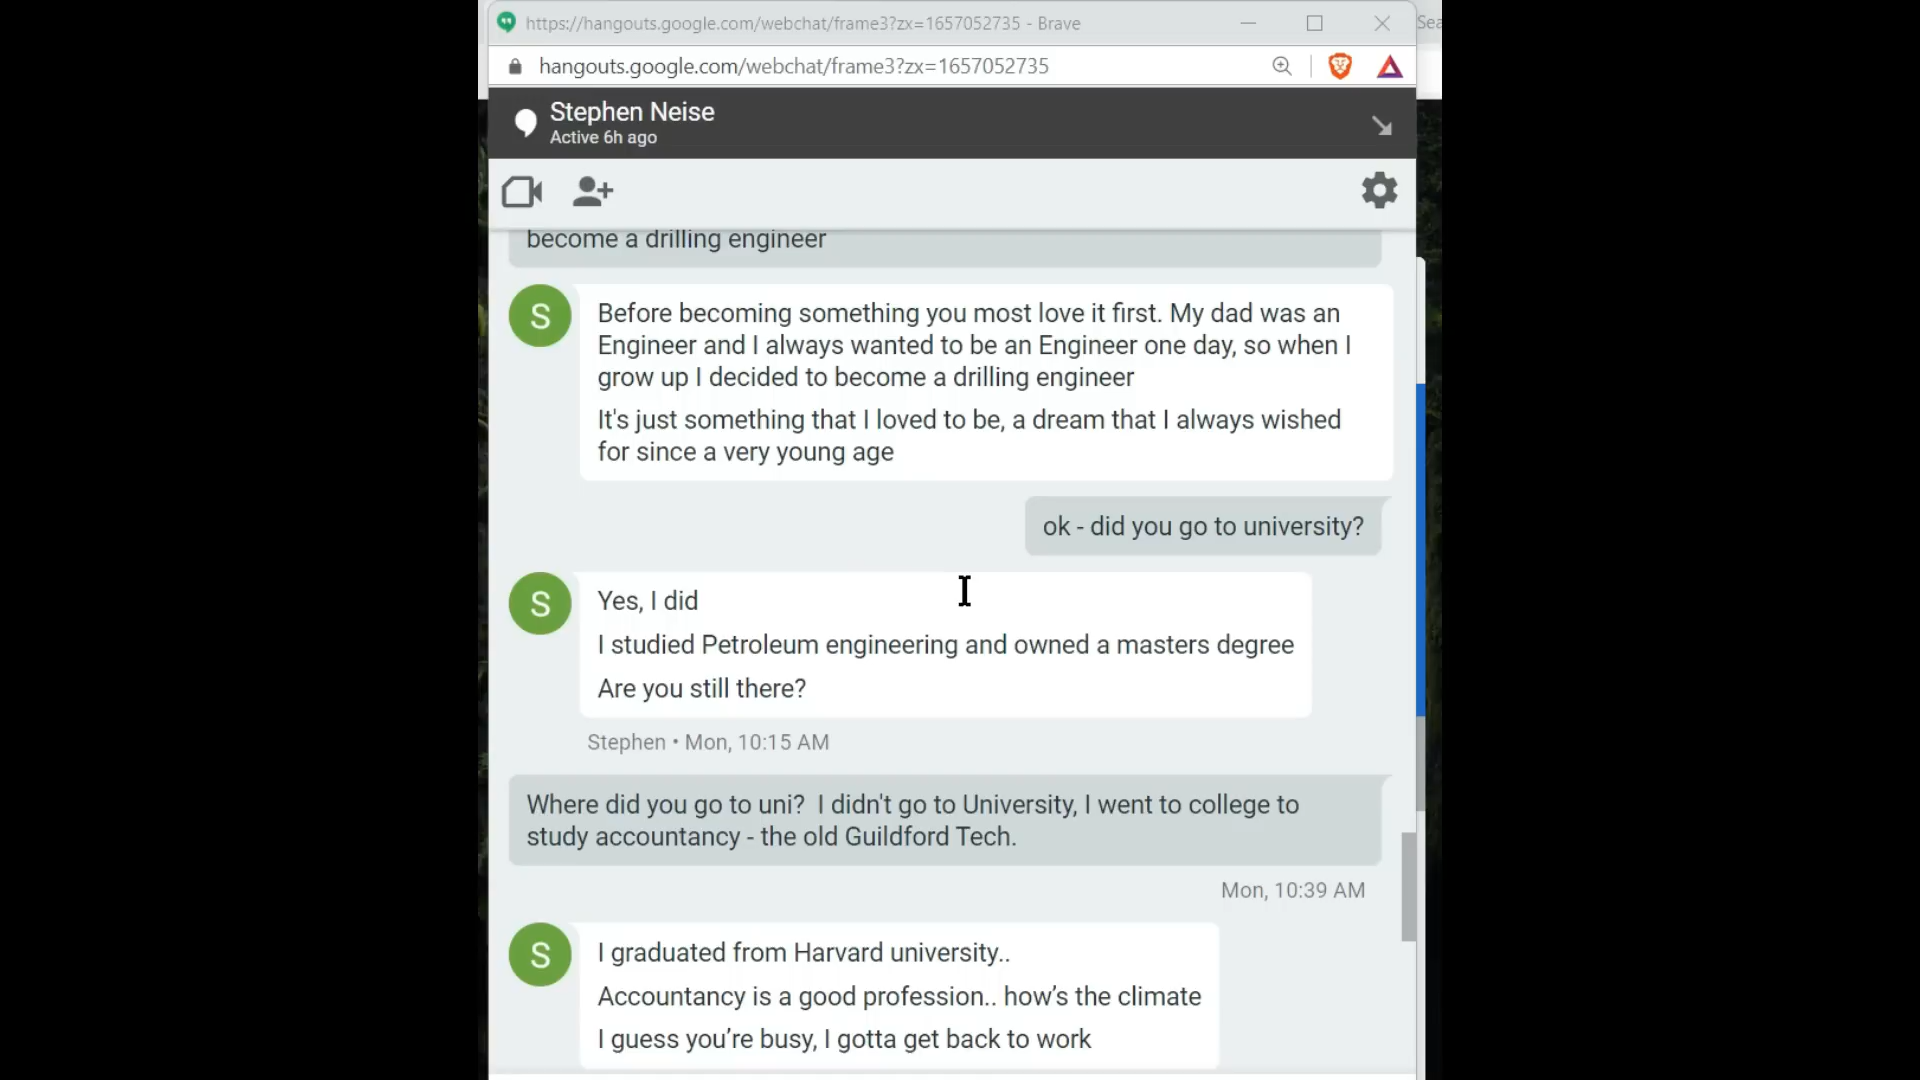 https://hangouts.google.com/webchat/frame3?zx=1657052735 - Brave
Sea
hangouts.google.com/webchat/frame3?zx=1657052735
Stephen Neise
Active 6h ago
become a drilling engineer
S
Before becoming something you most love it first. My dad was an
Engineer and I always wanted to be an Engineer one day, so when I
grow up I decided to become a drilling engineer
It's just something that I loved to be, a dream that I always wished
for since a very young age
ok - did you go to university?
S
Yes, I did
I studied Petroleum engineering and owned a masters degree
Are you still there?
Stephen • Mon, 10:15 AM
Where did you go to uni?  I didn't go to University, I went to college to
study accountancy - the old Guildford Tech.
Mon, 10:39 AM
S
I graduated from Harvard university..
Accountancy is a good profession.. how’s the climate
I guess you’re busy, I gotta get back to work